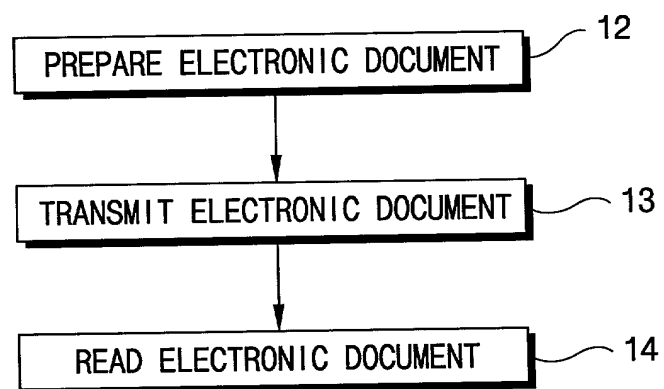 PREPARE ELECTRONIC DOCUMENT
12
TRANSMIT ELECTRONIC DOCUMENT
13
READ ELECTRONIC DOCUMENT
14